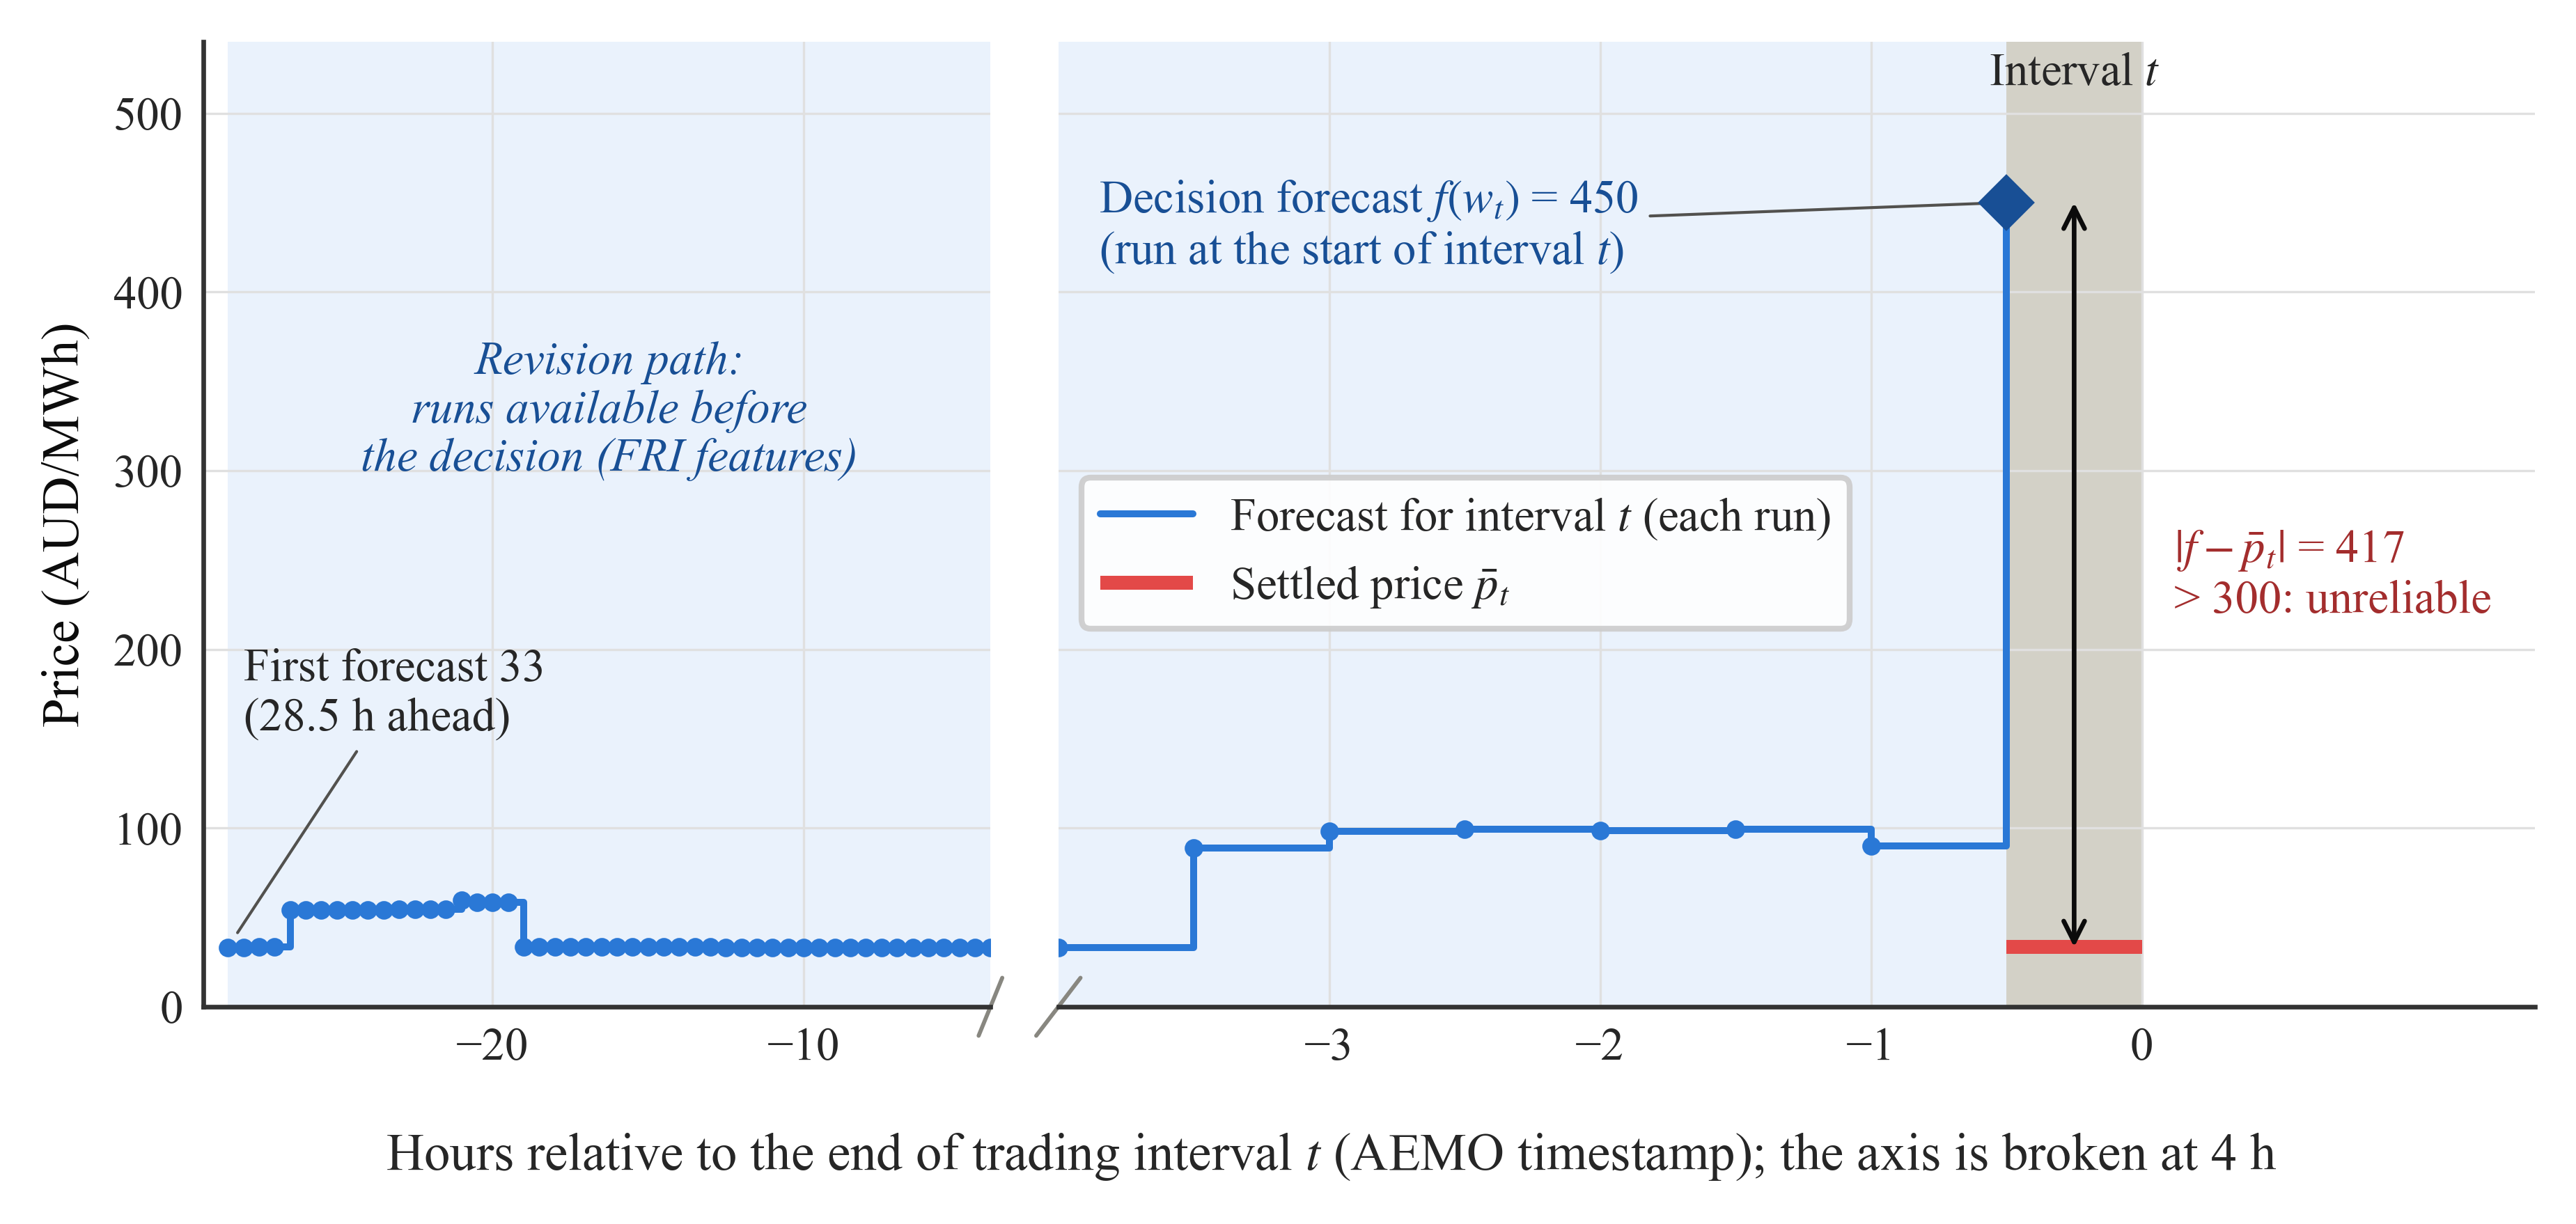 Interval t
500
Decision forecast f(wₜ) = 450
(run at the start of interval t)
400
Revision path:
runs available before
the decision (FRI features)
300
Forecast for interval t (each run)
Settled price p̄ₜ
|f − p̄ₜ| = 417
> 300: unreliable
200
First forecast 33
(28.5 h ahead)
100
0
Price (AUD/MWh)
−20
−10
−3
−2
−1
0
Hours relative to the end of trading interval t (AEMO timestamp); the axis is broken at 4 h